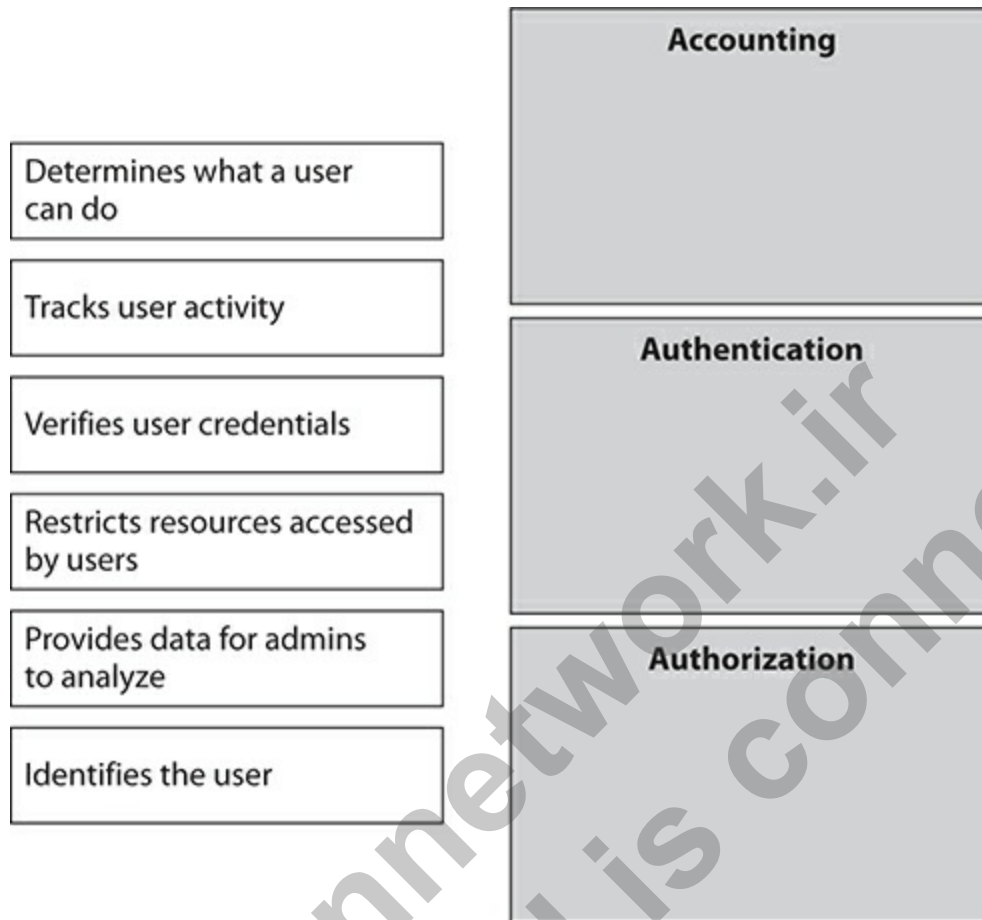 Accounting
Determines what a user
can do
Tracks user activity
Authentication
Verifies user credentials
Restricts resources accessed
by users
Provides data for admins
to analyze
Authorization
Identifies the user
is